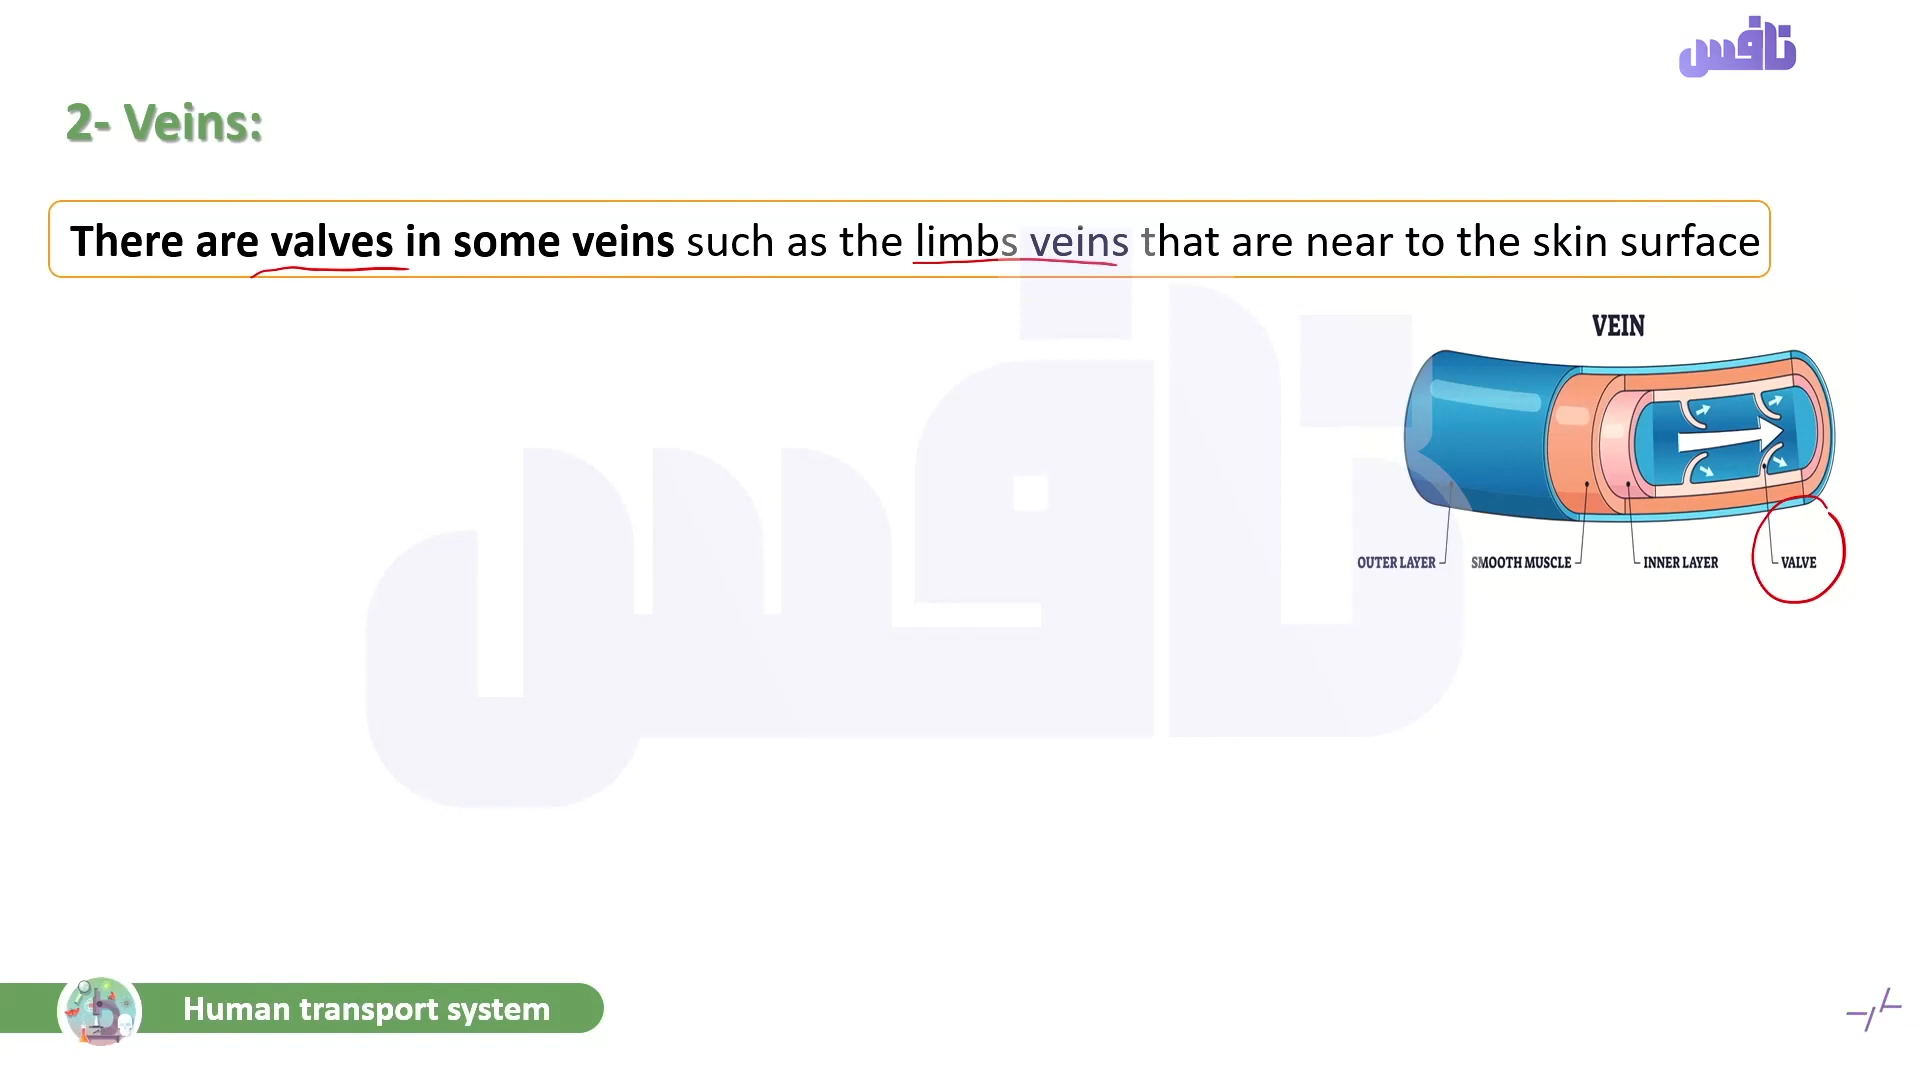 نافس
2- Veins:
There are valves in some veins such as the limbs veins that are near to the skin surface
VEIN
OUTER LAYER SMOOTH MUSCLE INNER LAYER VALVE
نافس
Human transport system